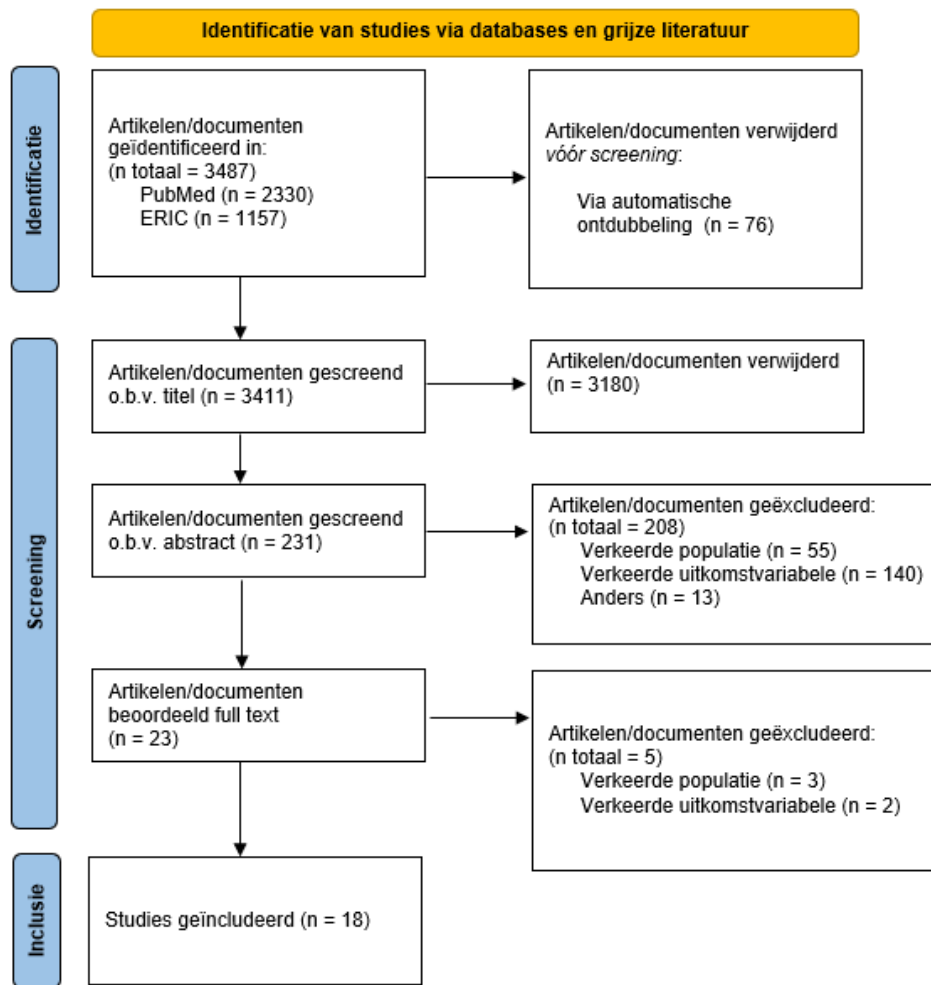 Identificatie van studies via databases en grijze literatuur
Identificatie
Artikelen/documenten
geïdentificeerd in:
(n totaal = 3487)
PubMed (n = 2330)
ERIC (n = 1157)
Artikelen/documenten verwijderd
vóór screening:
Via automatische
ontdubbeling (n = 76)
Screening
Artikelen/documenten gescreend
o.b.v. titel (n = 3411)
Artikelen/documenten verwijderd
(n = 3180)
Artikelen/documenten gescreend
o.b.v. abstract (n = 231)
Artikelen/documenten geëxcludeerd:
(n totaal = 208)
Verkeerde populatie (n = 55)
Verkeerde uitkomstvariabele (n = 140)
Anders (n = 13)
Artikelen/documenten
beoordeeld full text
(n = 23)
Artikelen/documenten geëxcludeerd:
(n totaal = 5)
Verkeerde populatie (n = 3)
Verkeerde uitkomstvariabele (n = 2)
Inclusie
Studies geïncludeerd (n = 18)